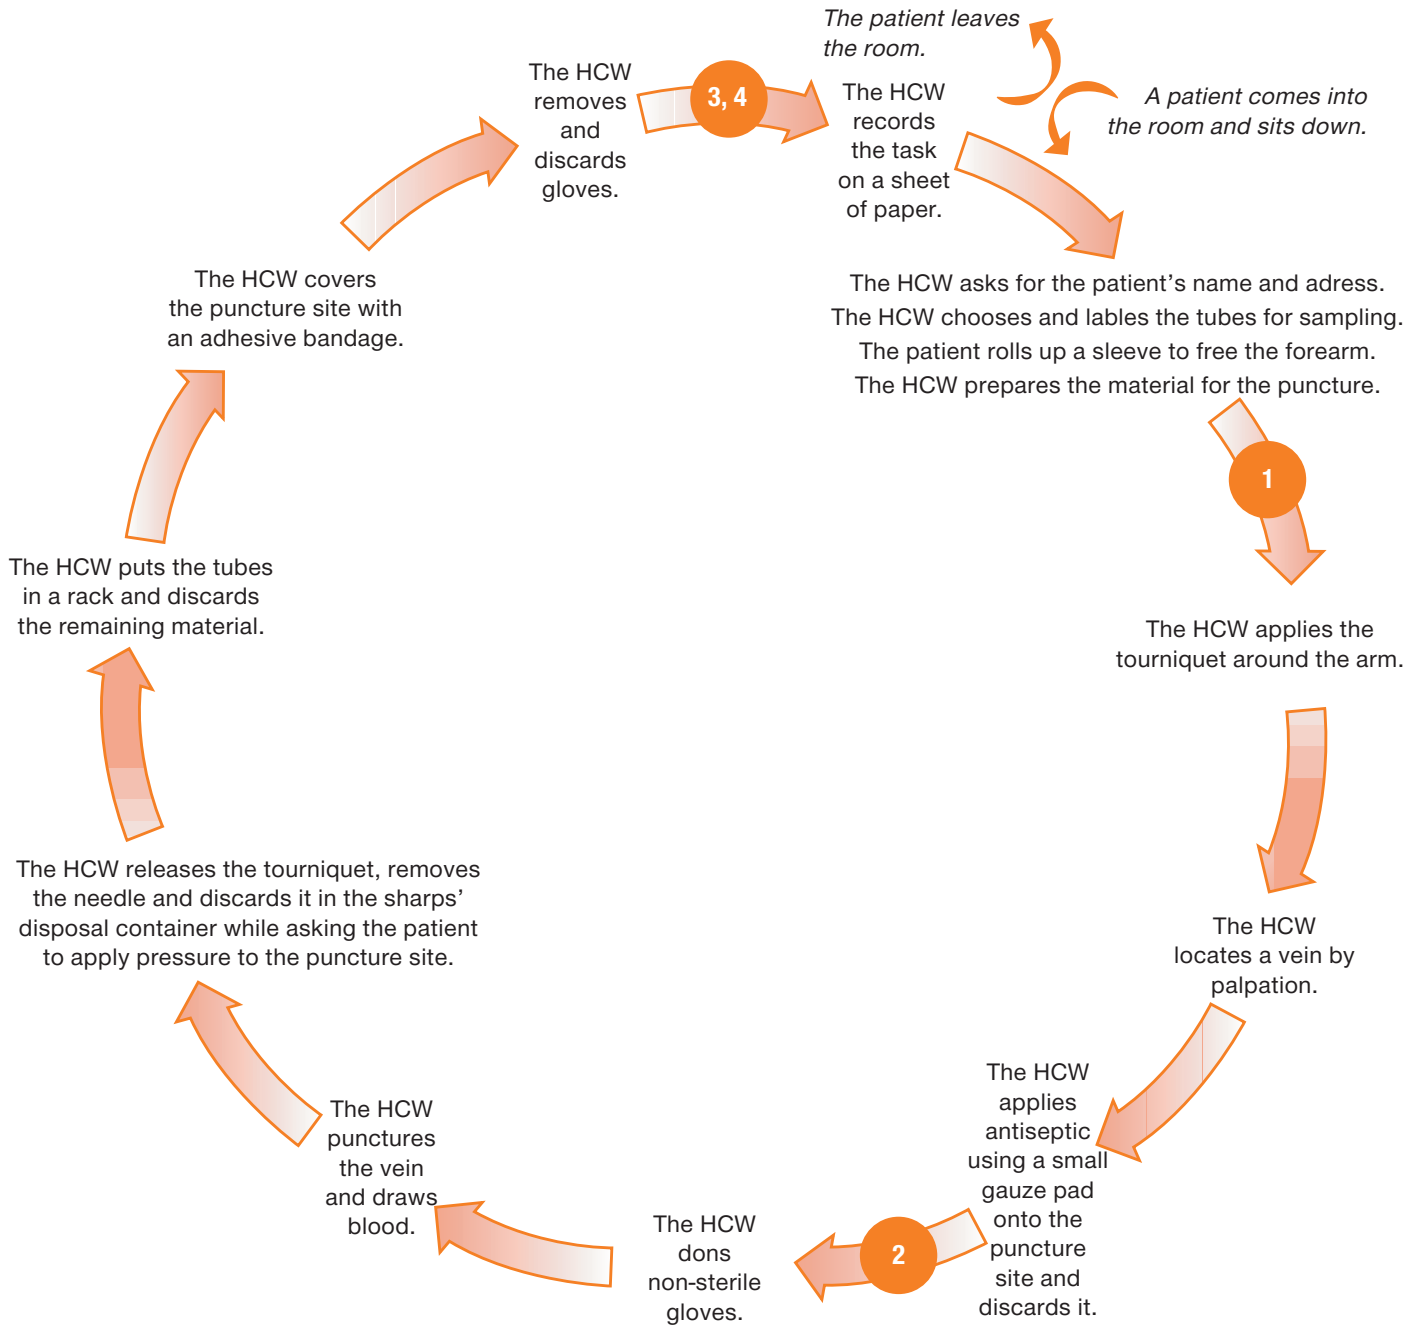 The patient leaves
the room.
A patient comes into
the room and sits down.
The HCW asks for the patient's name and adress.
The HCW chooses and lables the tubes for sampling.
The patient rolls up a sleeve to free the forearm.
The HCW prepares the material for the puncture.
1
The HCW applies the
tourniquet around the arm.
The HCW
locates a vein by
palpation.
The HCW
applies
antiseptic
using a small
gauze pad
onto the
puncture
site and
discards it.
2
The HCW
dons
non-sterile
gloves.
The HCW
punctures
the vein
and draws
blood.
The HCW releases the tourniquet, removes
the needle and discards it in the sharps'
disposal container while asking the patient
to apply pressure to the puncture site.
The HCW puts the tubes
in a rack and discards
the remaining material.
The HCW covers
the puncture site with
an adhesive bandage.
The HCW
removes
and
discards
gloves.
3, 4
The HCW
records
the task
on a sheet
of paper.